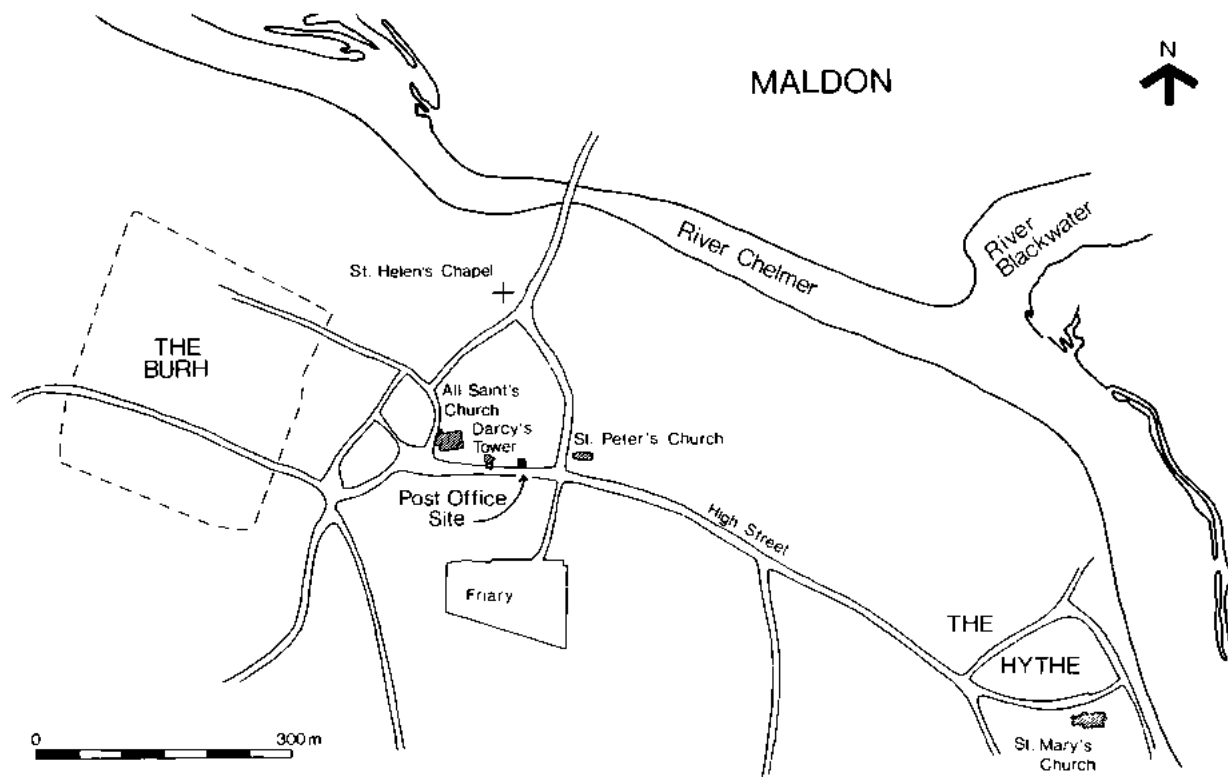 MALDON
N
River Chelmer
River
Blackwater
St. Helen's Chapel
THE
BURH
All Saint's
Church
Darcy's
Tower
St. Peter's Church
Post Office
Site
High Street
Friary
THE
HYTHE
St. Mary's
Church
0 300m